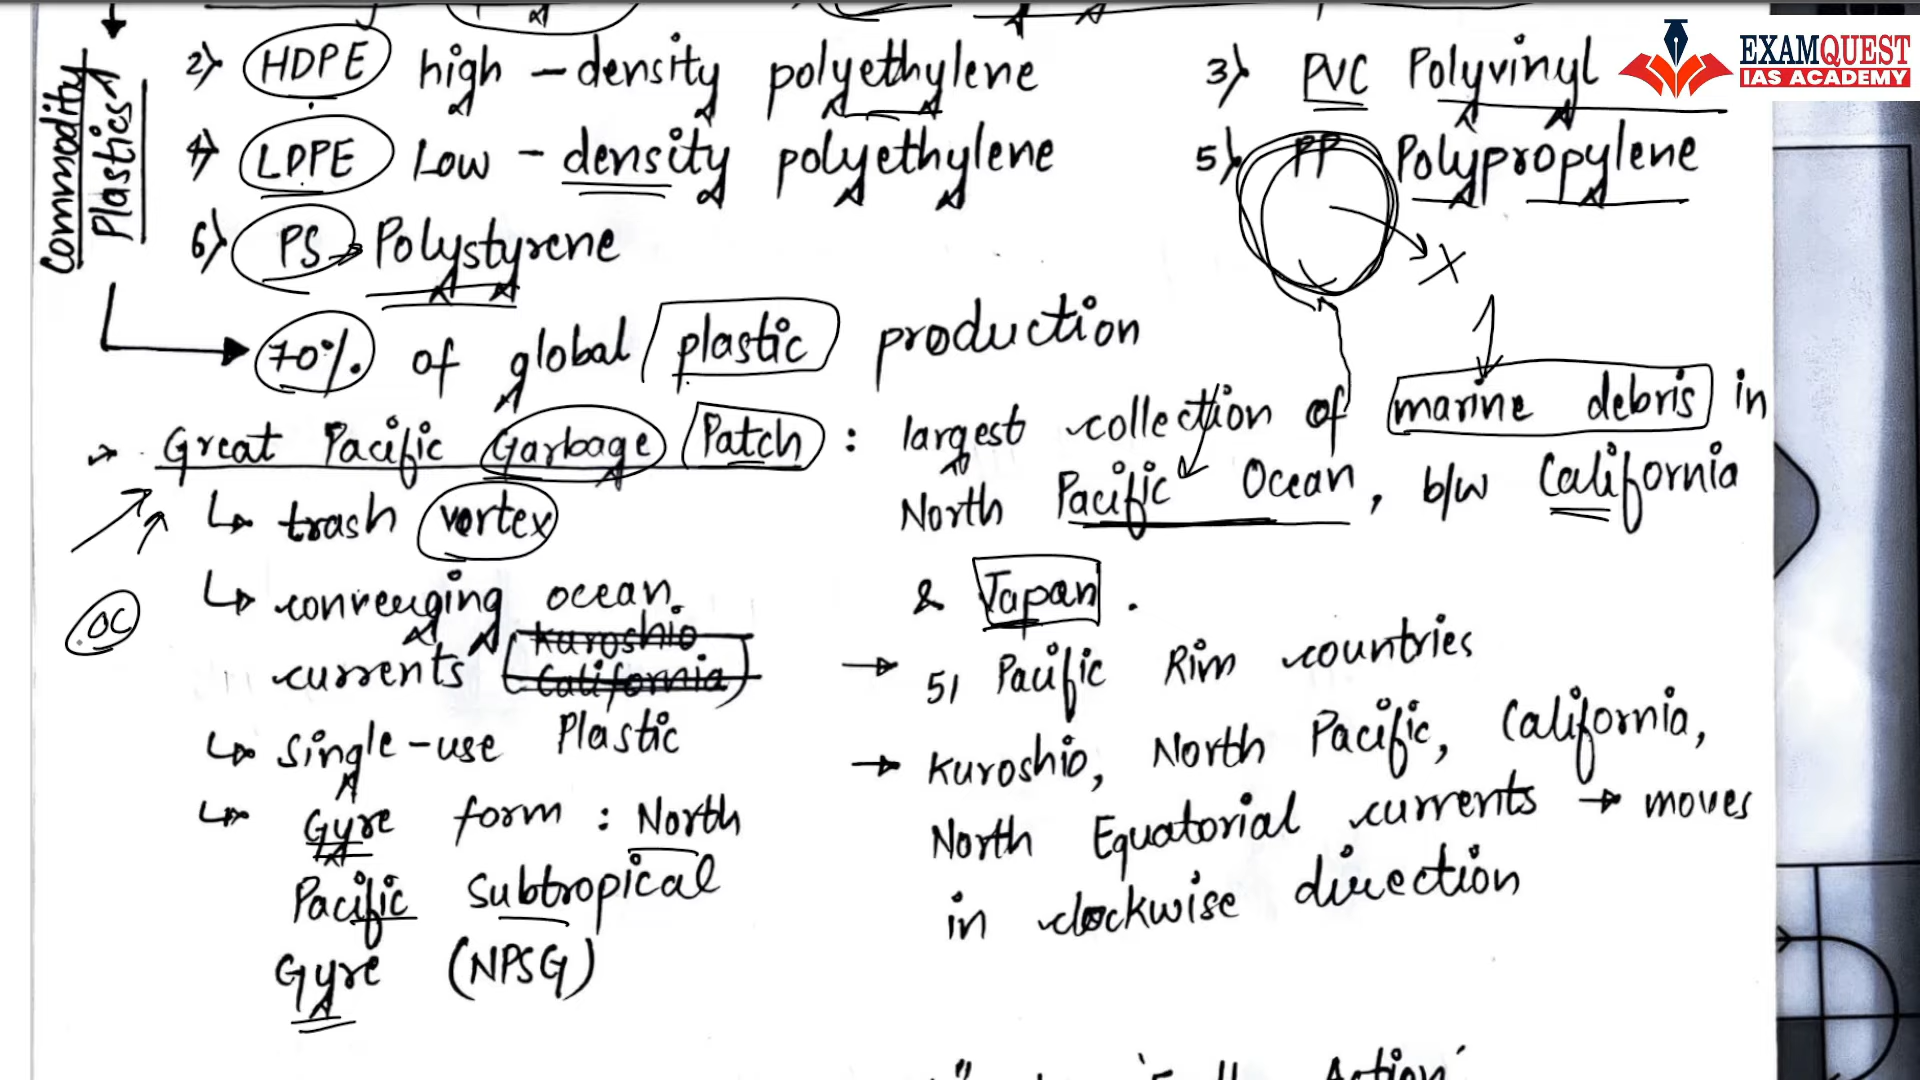 Commodity
Plastics
2) HDPE high-density polyethylene
3) PVC Polyvinyl
4) LDPE Low-density polyethylene
5) PP Polypropylene
6) PS → Polystyrene
→ 70% of global plastic production
→ Great Pacific Garbage Patch : largest collection of marine debris in
North Pacific Ocean, b/w California
& Japan.
↳ trash vortex
↳ converging ocean
currents
Kuroshio
California
↳ Single-use Plastic
↳ Gyre form : North
Pacific Subtropical
Gyre (NPSG)
OC
→ 51 Pacific Rim countries
→ Kuroshio, North Pacific, California,
North Equatorial currents → moves
in clockwise direction
X
Action
EXAMQUEST
IAS ACADEMY